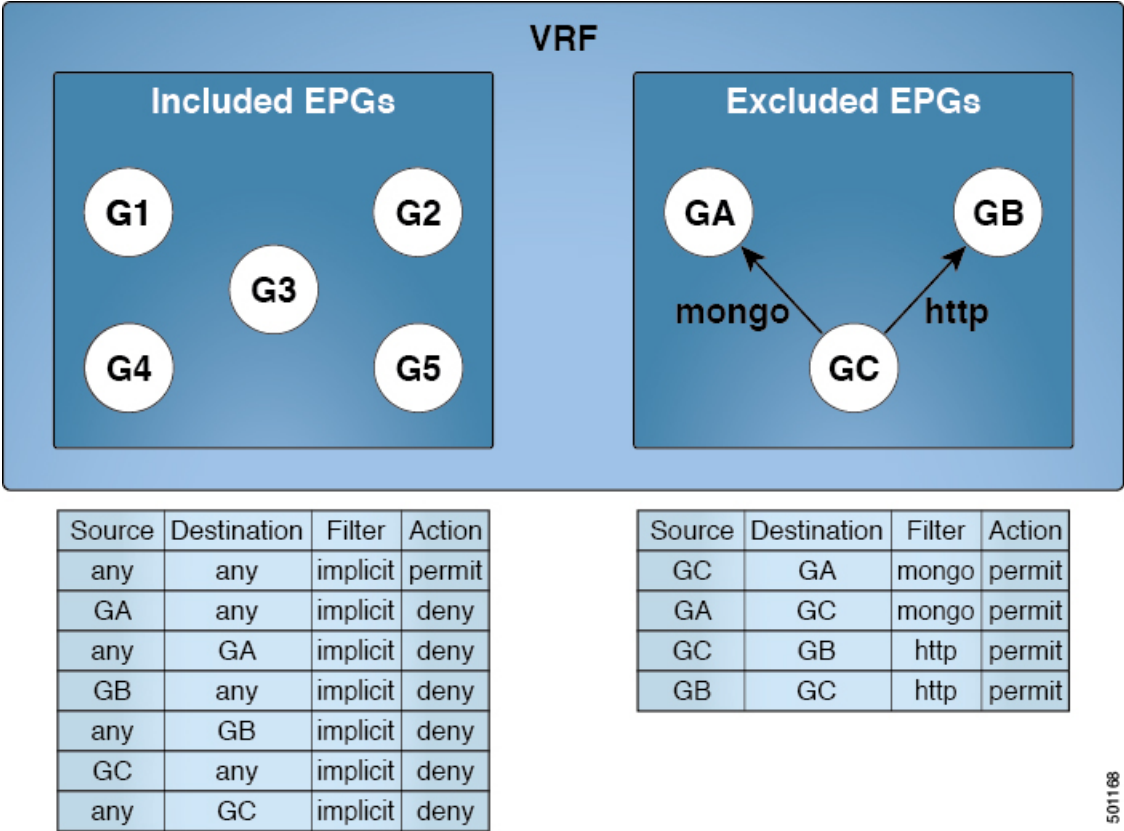 VRF
Included EPGs
G1
G2
G3
G4
G5
Excluded EPGs
GA
GB
mongo
http
GC
Source Destination Filter Action
any any implicit permit
GA any implicit deny
any GA implicit deny
GB any implicit deny
any GB implicit deny
GC any implicit deny
any GC implicit deny
Source Destination Filter Action
GC GA mongo permit
GA GC mongo permit
GC GB http permit
GB GC http permit
501168